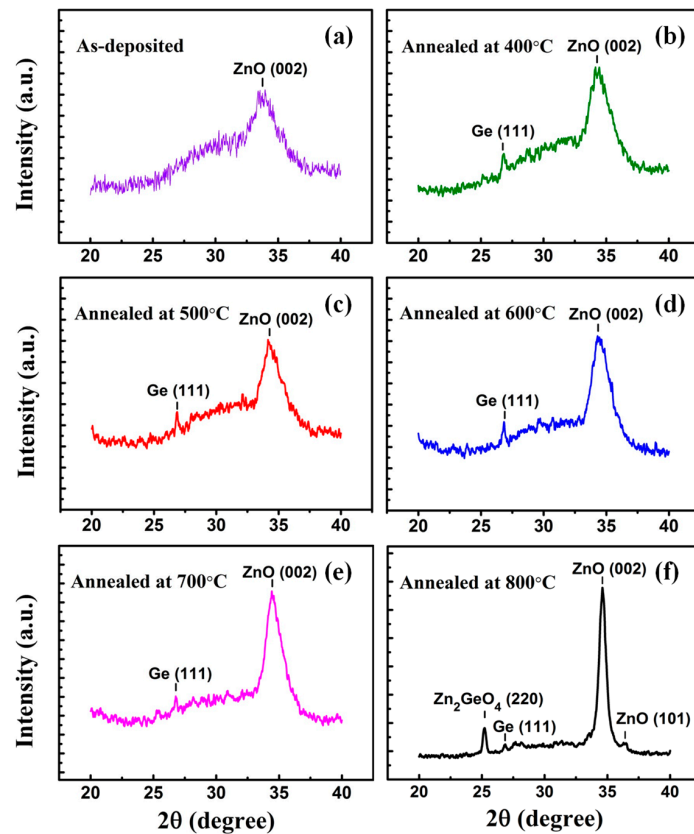 As-deposited
(a)
ZnO (002)
Intensity (a.u.)
20 25 30 35 40
Annealed at 400°C
(b)
ZnO (002)
Ge (111)
20 25 30 35 40
Annealed at 500°C
(c)
ZnO (002)
Ge (111)
Intensity (a.u.)
20 25 30 35 40
Annealed at 600°C
(d)
ZnO (002)
Ge (111)
20 25 30 35 40
Annealed at 700°C
(e)
ZnO (002)
Ge (111)
Intensity (a.u.)
20 25 30 35 40
2θ (degree)
Annealed at 800°C
(f)
ZnO (002)
Zn₂GeO₄ (220)
Ge (111)
ZnO (101)
20 25 30 35 40
2θ (degree)